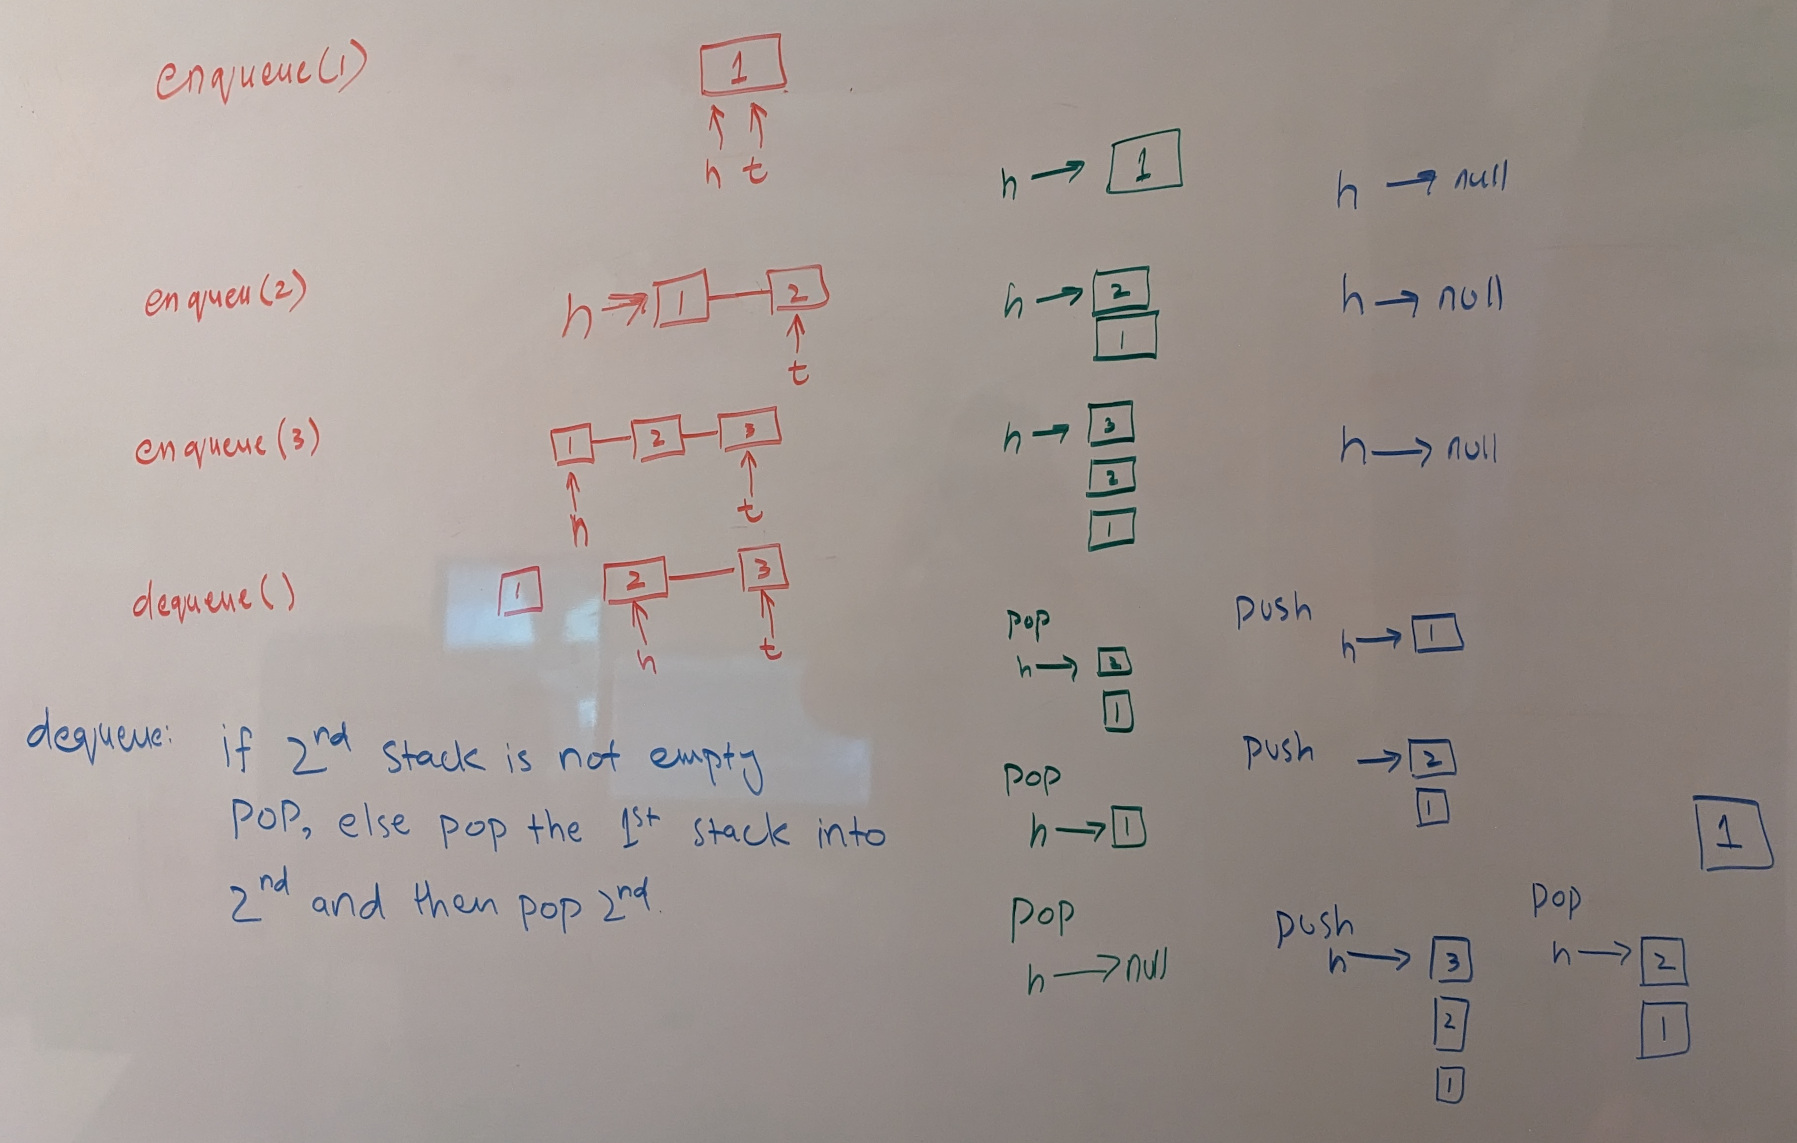 enqueue(1)
1
h t
h → 1
h → null
enqueu(2)
h → 1 2
t
h → 2
1
h → null
enqueue(3)
1 2 3
h t
h → 3
2
1
h → null
dequeue()
1 2 3
h t
pop
h → 2
1
push
h → 1
dequeue: if 2nd stack is not empty
pop, else pop the 1st stack into
2nd and then pop 2nd.
pop
h → 1
push
→ 2
1
1
pop
h → null
push
h → 3
2
1
pop
h → 2
1